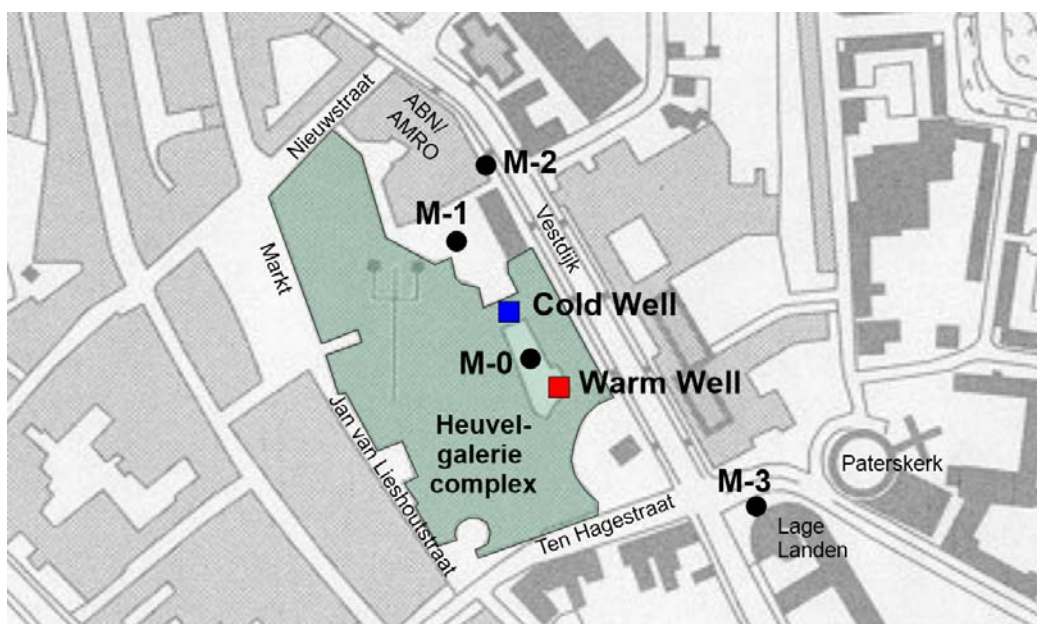 Nieuwstraat
ABN/
AMRO
M-2
M-1
Vestdijk
Markt
Cold Well
M-0
Warm Well
Jan van Lieshoutstraat
Heuvel-
galerie
complex
Paterskerk
M-3
Ten Hagestraat
Lage
Landen